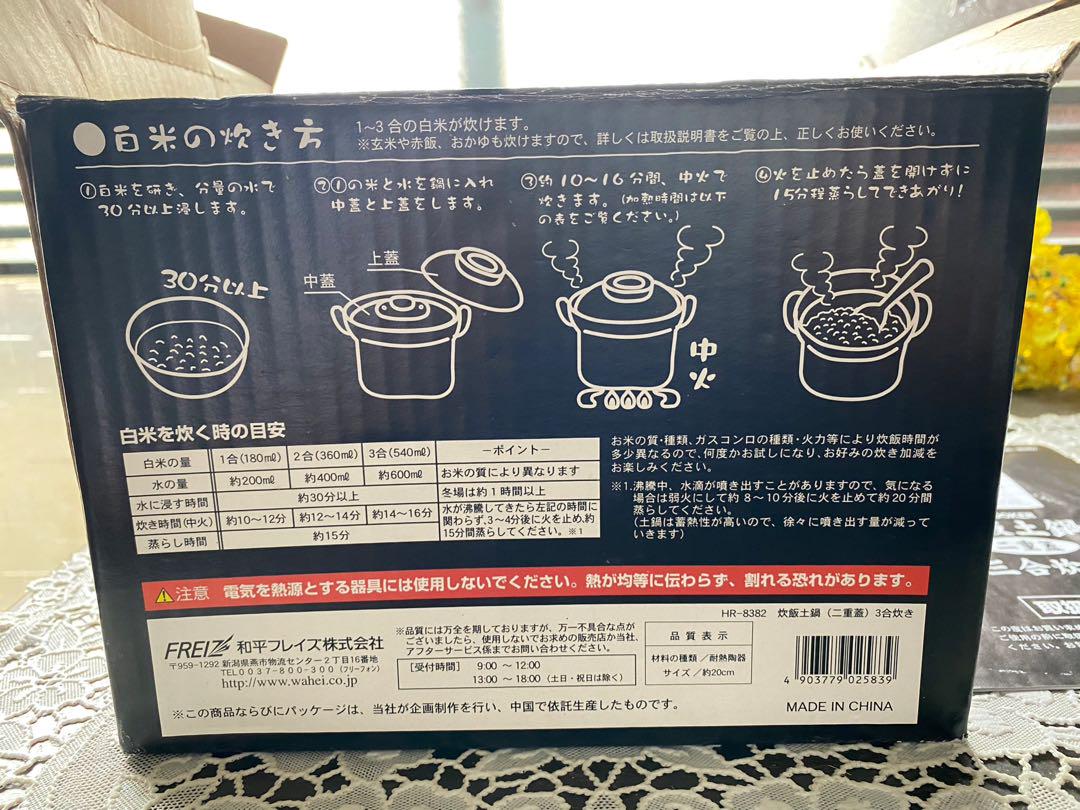 ●白米の炊き方
1~3合の白米が炊けます。
※玄米や赤飯、おかゆも炊けますので、詳しくは取扱説明書をご覧の上、正しくお使いください。
①白米を研ぎ、分量の水で
30分以上浸します。
②①の米と水を鍋に入れ
中蓋と上蓋をします。
③約10~16分間、中火で
炊きます。(加熱時間は以下
の表をご覧ください。)
④火を止めたら蓋を開けずに
15分程蒸らしてできあがり!
30分以上
上蓋
中蓋
中火
白米を炊く時の目安
白米の量 1合(180㎖) 2合(360㎖) 3合(540㎖) −ポイント−
水の量 約200㎖ 約400㎖ 約600㎖ お米の質により異なります
水に浸す時間 約30分以上 冬場は約1時間以上
炊き時間(中火) 約10~12分 約12~14分 約14~16分 水が沸騰してきたら左記の時間に
関わらず、3~4分後に火を止め、約
15分間蒸らしてください。※1
蒸らし時間 約15分
お米の質・種類、ガスコンロの種類・火力等により炊飯時間が
多少異なるので、何度かお試しになり、お好みの炊き加減を
お楽しみください。
※1.沸騰中、水滴が噴き出すことがありますので、気になる
場合は弱火にして約8~10分後に火を止めて約20分間
蒸らしてください。
(土鍋は蓄熱性が高いので、徐々に噴き出す量が減って
いきます)
⚠注意 電気を熱源とする器具には使用しないでください。熱が均等に伝わらず、割れる恐れがあります。
HR-8382 炊飯土鍋(二重蓋)3合炊き
FREIZ 和平フレイズ株式会社
〒959-1292 新潟県燕市物流センター2丁目16番地
TEL0037-800-300(フリーフォン)
http://www.wahei.co.jp
※品質には万全を期しておりますが、万一不具合な点が
ございましたら、使用しないでお求めの販売店か当社、
アフターサービス係までお問い合わせください。
【受付時間】 9:00~12:00
13:00~18:00(土日・祝日は除く)
品質表示
材料の種類/耐熱陶器
サイズ/約20cm
4 903779 025839
※この商品ならびにパッケージは、当社が企画制作を行い、中国で依託生産したものです。
MADE IN CHINA